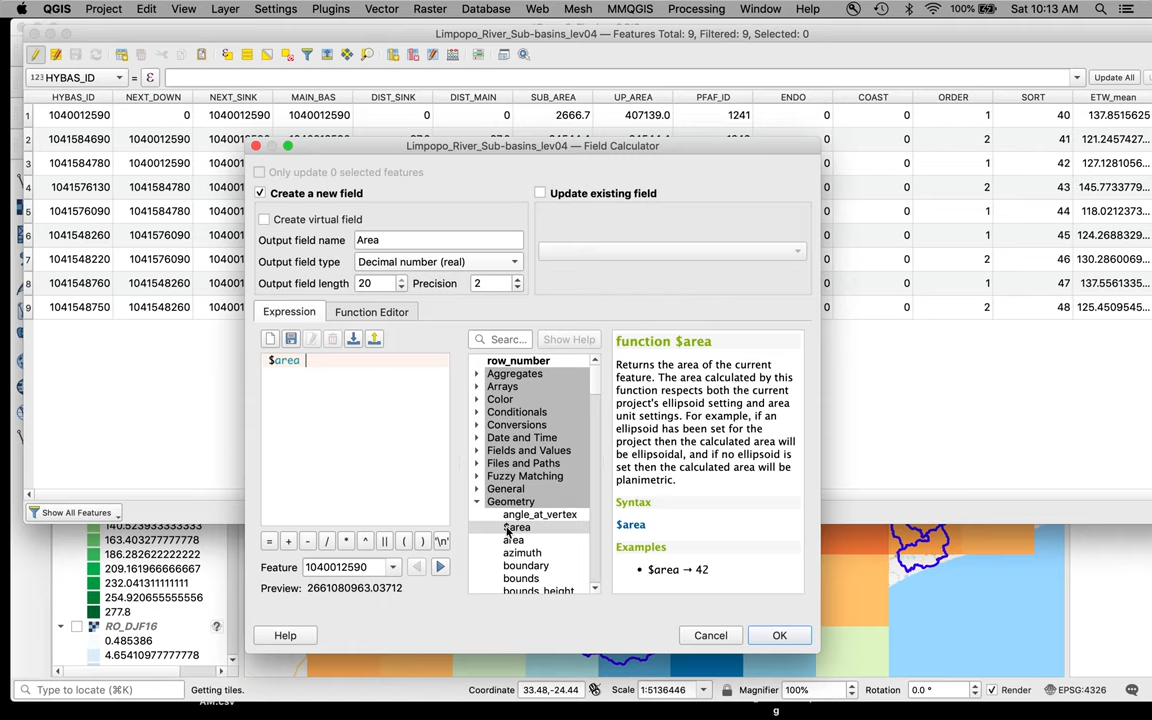 QGIS Project Edit View Layer Settings Plugins Vector Raster Database Web Mesh MMQGIS Processing Window Help 100% Sat 10:13 AM
Limpopo_River_Sub-basins_lev04 — Features Total: 9, Filtered: 9, Selected: 0
123 HYBAS_ID = ε Update All
HYBAS_ID NEXT_DOWN NEXT_SINK MAIN_BAS DIST_SINK DIST_MAIN SUB_AREA UP_AREA PFAF_ID ENDO COAST ORDER SORT ETW_mean
1 1040012590 0 1040012590 1040012590 0 0 2666.7 407139.0 1241 0 0 1 40 137.8515625
2 1041584690 1040012590 10400 0 2 41 121.2457427...
3 1041584780 1040012590 10400 0 1 42 127.1281056...
4 1041576130 1041584780 10400 0 2 43 145.7733779...
5 1041576090 1041584780 10400 0 1 44 118.0212373...
6 1041548260 1041576090 10400 0 1 45 124.2688329...
7 1041548220 1041576090 10400 0 2 46 130.2860069...
8 1041548760 1041548260 10400 0 1 47 137.5561335...
9 1041548750 1041548260 10400 0 2 48 125.4509545...
Limpopo_River_Sub-basins_lev04 — Field Calculator
Only update 0 selected features
Create a new field Update existing field
Create virtual field
Output field name Area
Output field type Decimal number (real)
Output field length 20 Precision 2
Expression Function Editor
Searc... Show Help
$area
row_number
Aggregates
Arrays
Color
Conditionals
Conversions
Date and Time
Fields and Values
Files and Paths
Fuzzy Matching
General
Geometry
angle_at_vertex
$area
area
azimuth
boundary
bounds
bounds_height
function $area
Returns the area of the current
feature. The area calculated by this
function respects both the current
project's ellipsoid setting and area
unit settings. For example, if an
ellipsoid has been set for the
project then the calculated area will
be ellipsoidal, and if no ellipsoid is
set then the calculated area will be
planimetric.
Syntax
$area
Examples
• $area → 42
= + - / * ^ || ( ) '\n'
Feature 1040012590
Preview: 2661080963.03712
Help Cancel OK
Show All Features
140.523933333333
163.403277777778
186.282622222222
209.161966666667
232.041311111111
254.920655555556
277.8
RO_DJF16
0.485386
4.65410977777778
Type to locate (⌘K) Getting tiles. Coordinate 33.48,-24.44 Scale 1:5136446 Magnifier 100% Rotation 0.0 ° Render EPSG:4326
AM.csv
g